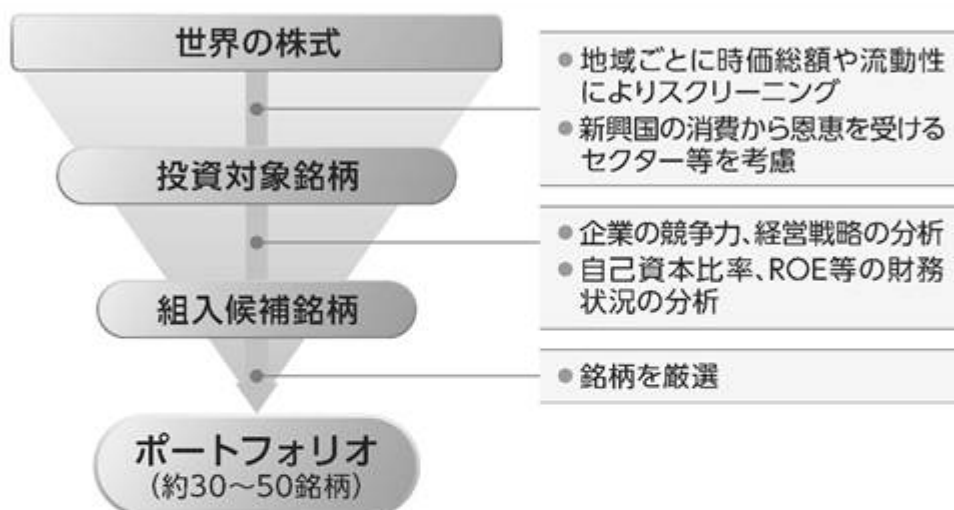 世界の株式
● 地域ごとに時価総額や流動性
によりスクリーニング
● 新興国の消費から恩恵を受ける
セクター等を考慮
投資対象銘柄
● 企業の競争力、経営戦略の分析
● 自己資本比率、ROE等の財務
状況の分析
組入候補銘柄
● 銘柄を厳選
ポートフォリオ
(約30～50銘柄)